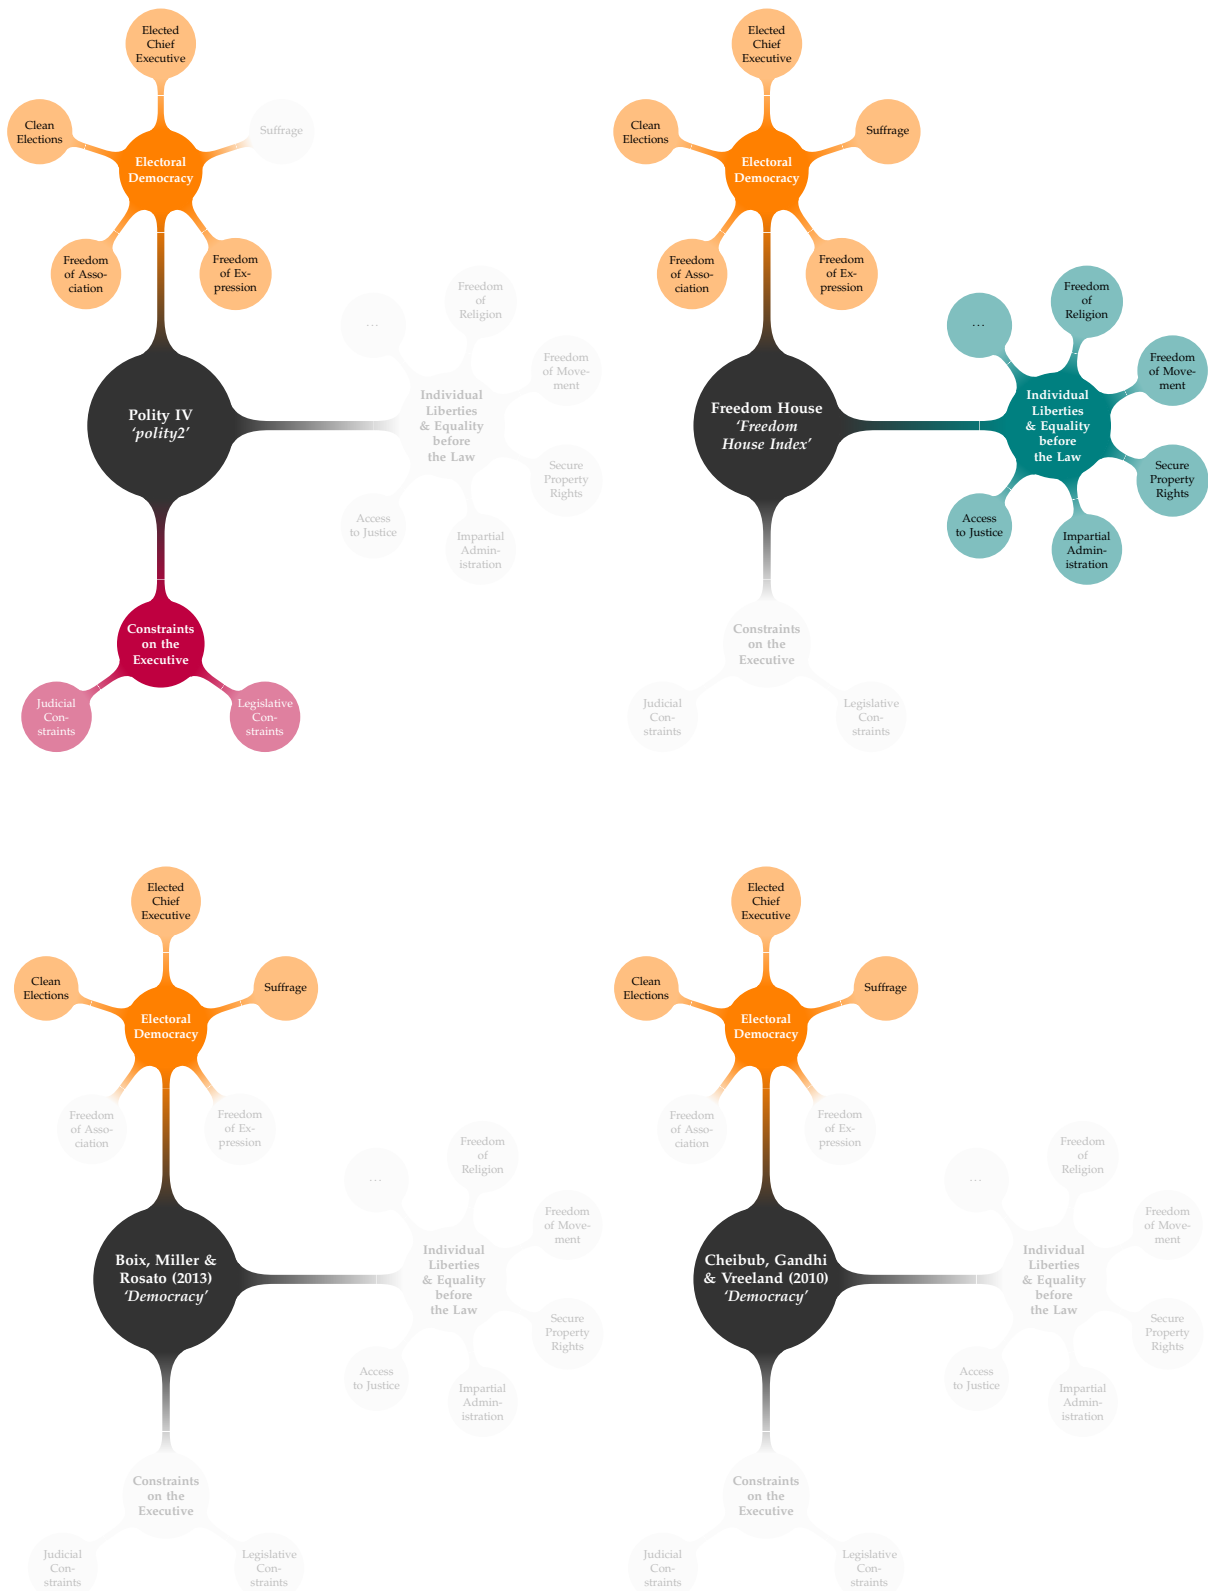 Elected
Chief
Executive
Clean
Elections
Suffrage
Electoral
Democracy
Freedom
of Asso-
ciation
Freedom
of Ex-
pression
...
Freedom
of
Religion
Freedom
of Move-
ment
Polity IV
‘polity2’
Individual
Liberties
& Equality
before
the Law
Secure
Property
Rights
Access
to Justice
Impartial
Admin-
istration
Constraints
on the
Executive
Judicial
Con-
straints
Legislative
Con-
straints
Elected
Chief
Executive
Clean
Elections
Suffrage
Electoral
Democracy
Freedom
of Asso-
ciation
Freedom
of Ex-
pression
...
Freedom
of
Religion
Freedom
of Move-
ment
Freedom House
‘Freedom
House Index’
Individual
Liberties
& Equality
before
the Law
Secure
Property
Rights
Access
to Justice
Impartial
Admin-
istration
Constraints
on the
Executive
Judicial
Con-
straints
Legislative
Con-
straints
Elected
Chief
Executive
Clean
Elections
Suffrage
Electoral
Democracy
Freedom
of Asso-
ciation
Freedom
of Ex-
pression
...
Freedom
of
Religion
Freedom
of Move-
ment
Boix, Miller &
Rosato (2013)
‘Democracy’
Individual
Liberties
& Equality
before
the Law
Secure
Property
Rights
Access
to Justice
Impartial
Admin-
istration
Constraints
on the
Executive
Judicial
Con-
straints
Legislative
Con-
straints
Elected
Chief
Executive
Clean
Elections
Suffrage
Electoral
Democracy
Freedom
of Asso-
ciation
Freedom
of Ex-
pression
...
Freedom
of
Religion
Freedom
of Move-
ment
Cheibub, Gandhi
& Vreeland (2010)
‘Democracy’
Individual
Liberties
& Equality
before
the Law
Secure
Property
Rights
Access
to Justice
Impartial
Admin-
istration
Constraints
on the
Executive
Judicial
Con-
straints
Legislative
Con-
straints